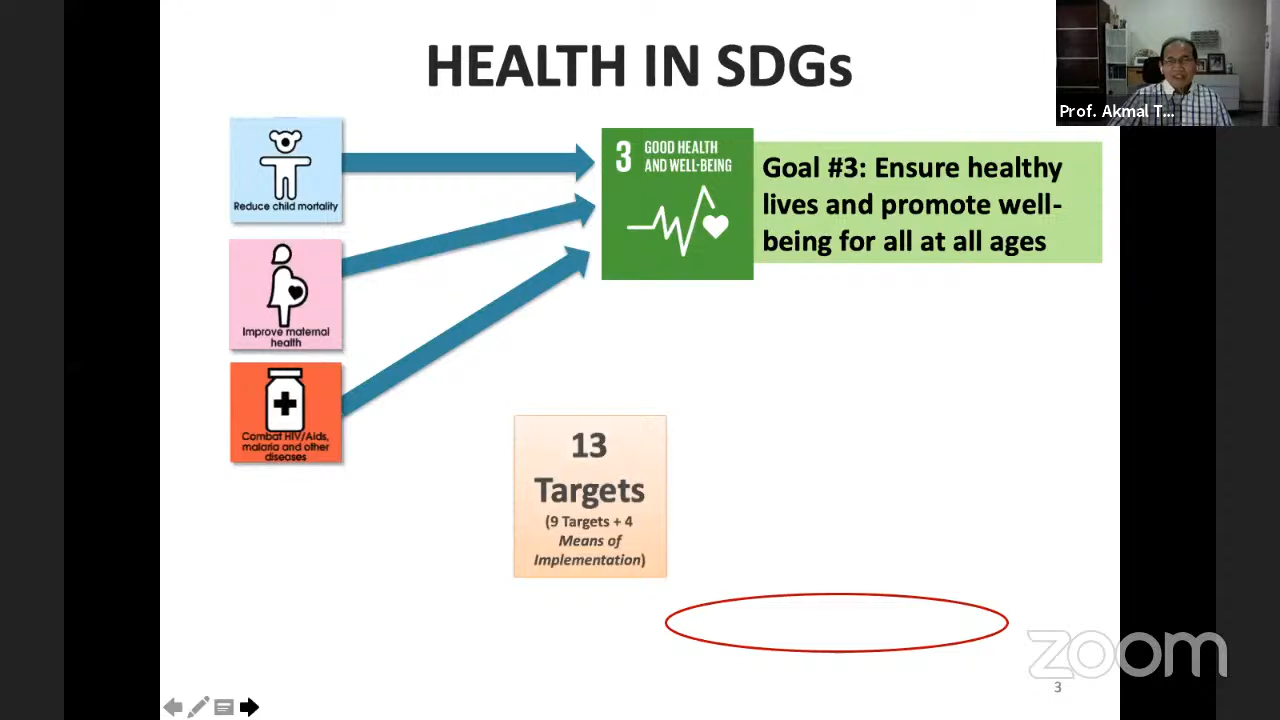 HEALTH IN SDGs
Prof. Akmal T...
Reduce child mortality
3 GOOD HEALTH
AND WELL-BEING
Goal #3: Ensure healthy
lives and promote well-
being for all at all ages
Improve maternal
health
Combat HIV/Aids,
malaria and other
diseases
13
Targets
(9 Targets + 4
Means of
Implementation)
zoom
3